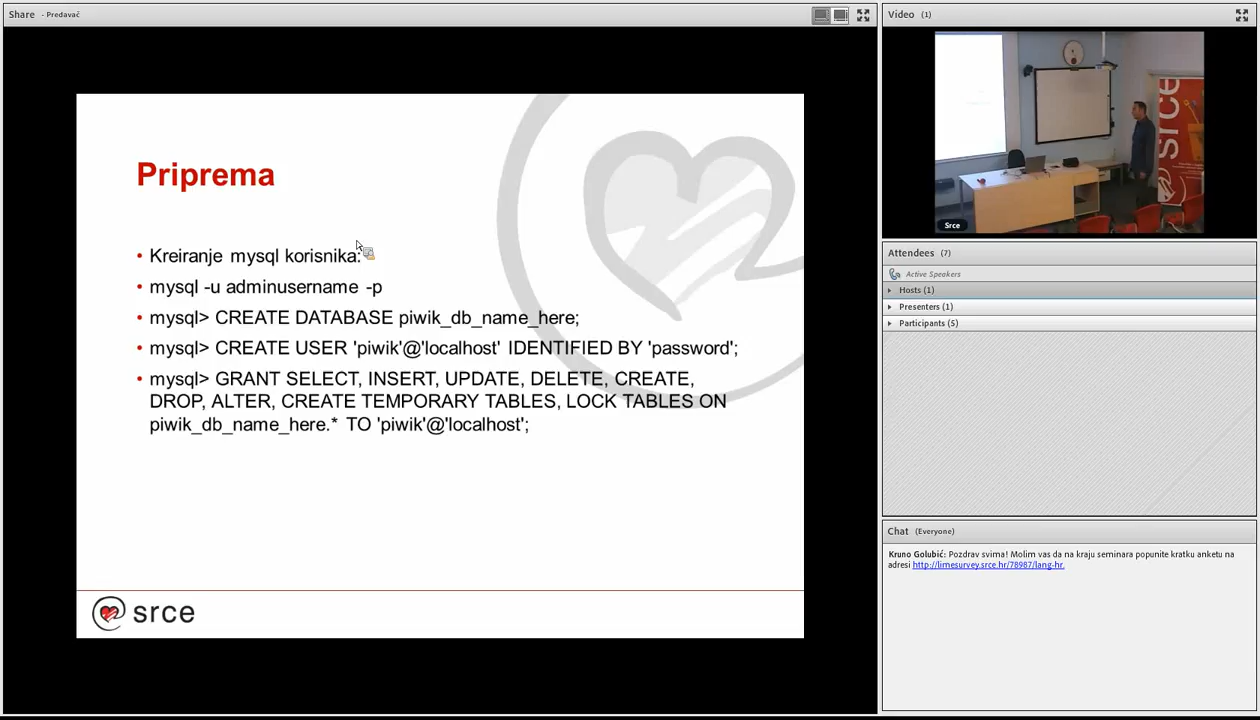 Share - Predavač
Video (1)
Priprema
• Kreiranje mysql korisnika:
• mysql -u adminusername -p
• mysql> CREATE DATABASE piwik_db_name_here;
• mysql> CREATE USER 'piwik'@'localhost' IDENTIFIED BY 'password';
• mysql> GRANT SELECT, INSERT, UPDATE, DELETE, CREATE,
DROP, ALTER, CREATE TEMPORARY TABLES, LOCK TABLES ON
piwik_db_name_here.* TO 'piwik'@'localhost';
srce
srce
Srce
Attendees (7)
Active Speakers
Hosts (1)
Presenters (1)
Participants (5)
Chat (Everyone)
Kruno Golubić: Pozdrav svima! Molim vas da na kraju seminara popunite kratku anketu na
adresi http://limesurvey.srce.hr/78987/lang-hr.